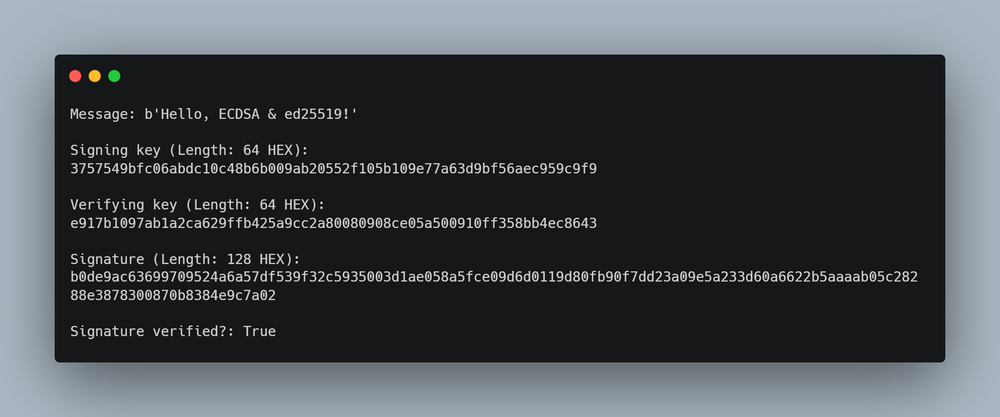 Message: b'Hello, ECDSA & ed25519!'
Signing key (Length: 64 HEX):
3757549bfc06abdc10c48b6b009ab20552f105b109e77a63d9bf56aec959c9f9
Verifying key (Length: 64 HEX):
e917b1097ab1a2ca629ffb425a9cc2a80080908ce05a500910ff358bb4ec8643
Signature (Length: 128 HEX):
b0de9ac63699709524a6a57df539f32c5935003d1ae058a5fce09d6d0119d80fb90f7dd23a09e5a233d60a6622b5aaaab05c282
88e3878300870b8384e9c7a02
Signature verified?: True